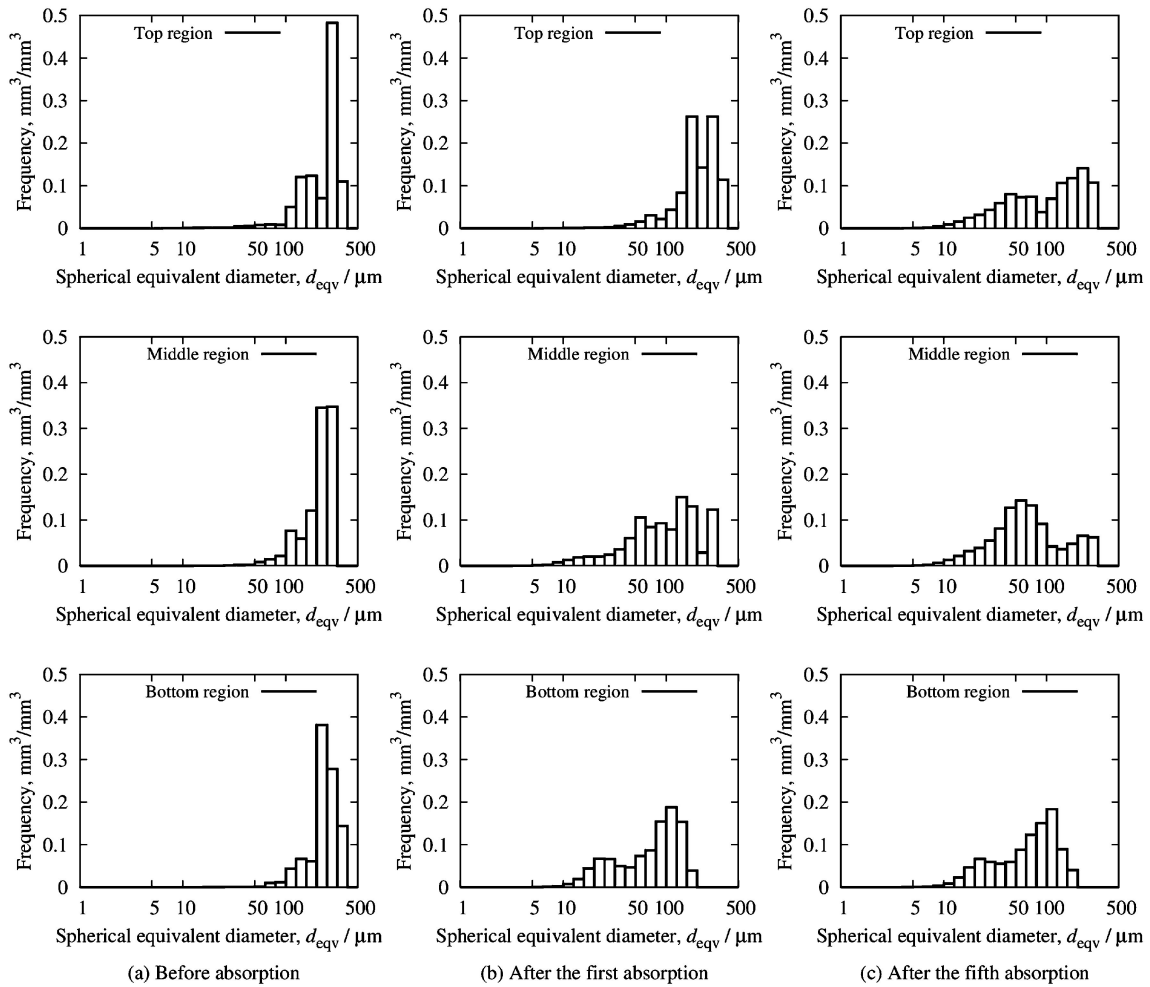 Top region
Frequency, mm³/mm³
0.5
0.4
0.3
0.2
0.1
0
1 5 10 50 100 500
Spherical equivalent diameter, d_eqv / μm
Top region
Frequency, mm³/mm³
0.5
0.4
0.3
0.2
0.1
0
1 5 10 50 100 500
Spherical equivalent diameter, d_eqv / μm
Top region
Frequency, mm³/mm³
0.5
0.4
0.3
0.2
0.1
0
1 5 10 50 100 500
Spherical equivalent diameter, d_eqv / μm
Middle region
Frequency, mm³/mm³
0.5
0.4
0.3
0.2
0.1
0
1 5 10 50 100 500
Spherical equivalent diameter, d_eqv / μm
Middle region
Frequency, mm³/mm³
0.5
0.4
0.3
0.2
0.1
0
1 5 10 50 100 500
Spherical equivalent diameter, d_eqv / μm
Middle region
Frequency, mm³/mm³
0.5
0.4
0.3
0.2
0.1
0
1 5 10 50 100 500
Spherical equivalent diameter, d_eqv / μm
Bottom region
Frequency, mm³/mm³
0.5
0.4
0.3
0.2
0.1
0
1 5 10 50 100 500
Spherical equivalent diameter, d_eqv / μm
(a) Before absorption
Bottom region
Frequency, mm³/mm³
0.5
0.4
0.3
0.2
0.1
0
1 5 10 50 100 500
Spherical equivalent diameter, d_eqv / μm
(b) After the first absorption
Bottom region
Frequency, mm³/mm³
0.5
0.4
0.3
0.2
0.1
0
1 5 10 50 100 500
Spherical equivalent diameter, d_eqv / μm
(c) After the fifth absorption